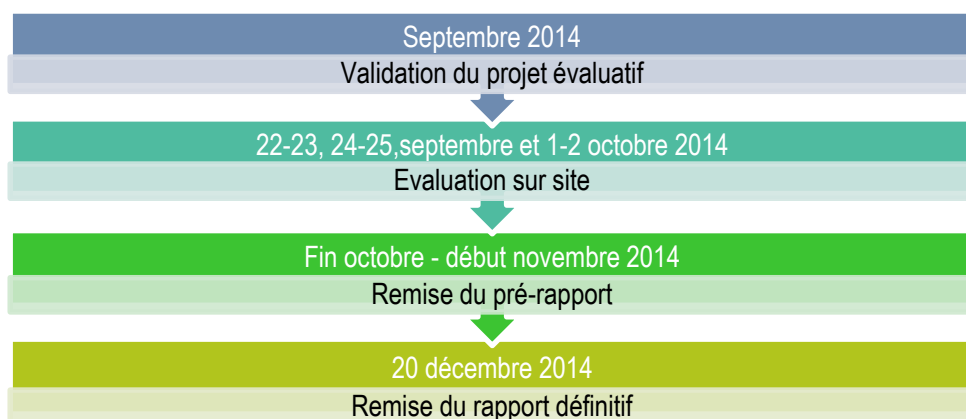 Septembre 2014
Validation du projet évaluatif
22-23, 24-25,septembre et 1-2 octobre 2014
Evaluation sur site
Fin octobre - début novembre 2014
Remise du pré-rapport
20 décembre 2014
Remise du rapport définitif